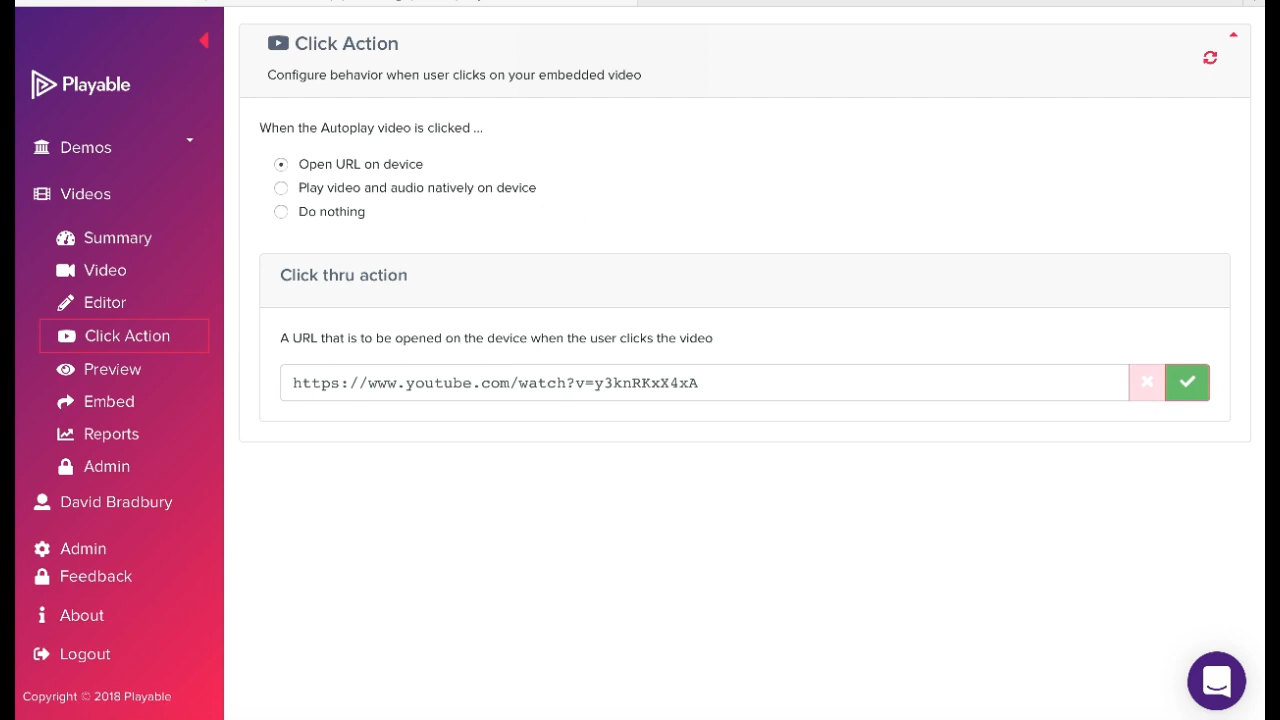 Playable
Demos
Videos
Summary
Video
Editor
Click Action
Preview
Embed
Reports
Admin
David Bradbury
Admin
Feedback
About
Logout
Copyright © 2018 Playable
Click Action
Configure behavior when user clicks on your embedded video
When the Autoplay video is clicked ...
Open URL on device
Play video and audio natively on device
Do nothing
Click thru action
A URL that is to be opened on the device when the user clicks the video
https://www.youtube.com/watch?v=y3knRKxX4xA